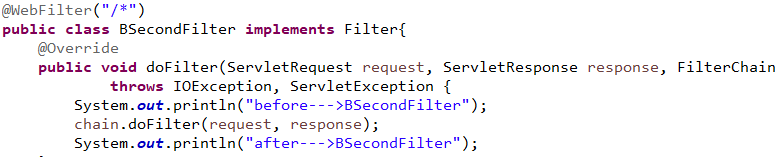 @WebFilter("/*")
public class BSecondFilter implements Filter{
@Override
public void doFilter(ServletRequest request, ServletResponse response, FilterChain
throws IOException, ServletException {
System.out.println("before--->BSecondFilter");
chain.doFilter(request, response);
System.out.println("after--->BSecondFilter");